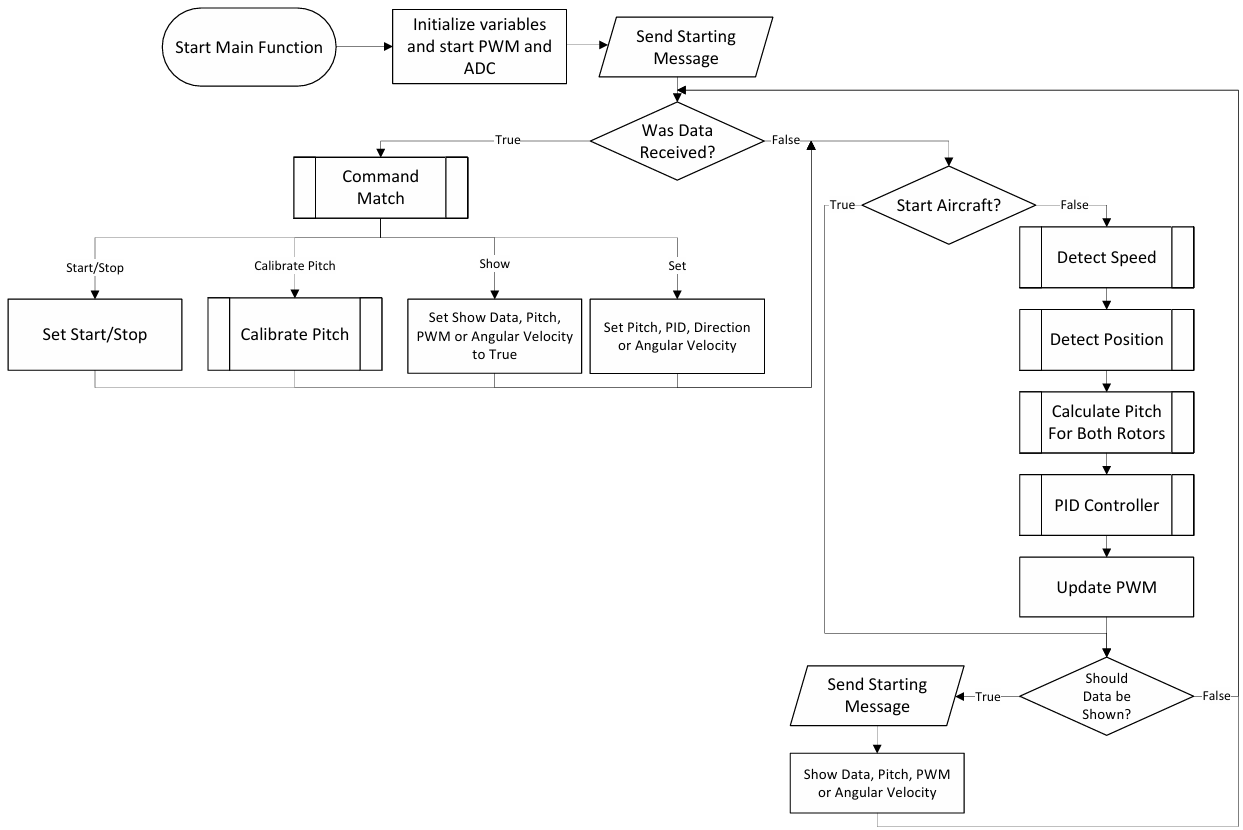 Start Main Function
Initialize variables
and start PWM and
ADC
Send Starting
Message
Was Data
Received?
True
False
Command
Match
Start Aircraft?
True
False
Start/Stop
Calibrate Pitch
Show
Set
Set Start/Stop
Calibrate Pitch
Set Show Data, Pitch,
PWM or Angular Velocity
to True
Set Pitch, PID, Direction
or Angular Velocity
Detect Speed
Detect Position
Calculate Pitch
For Both Rotors
PID Controller
Update PWM
Should
Data be
Shown?
True
False
Send Starting
Message
Show Data, Pitch, PWM
or Angular Velocity